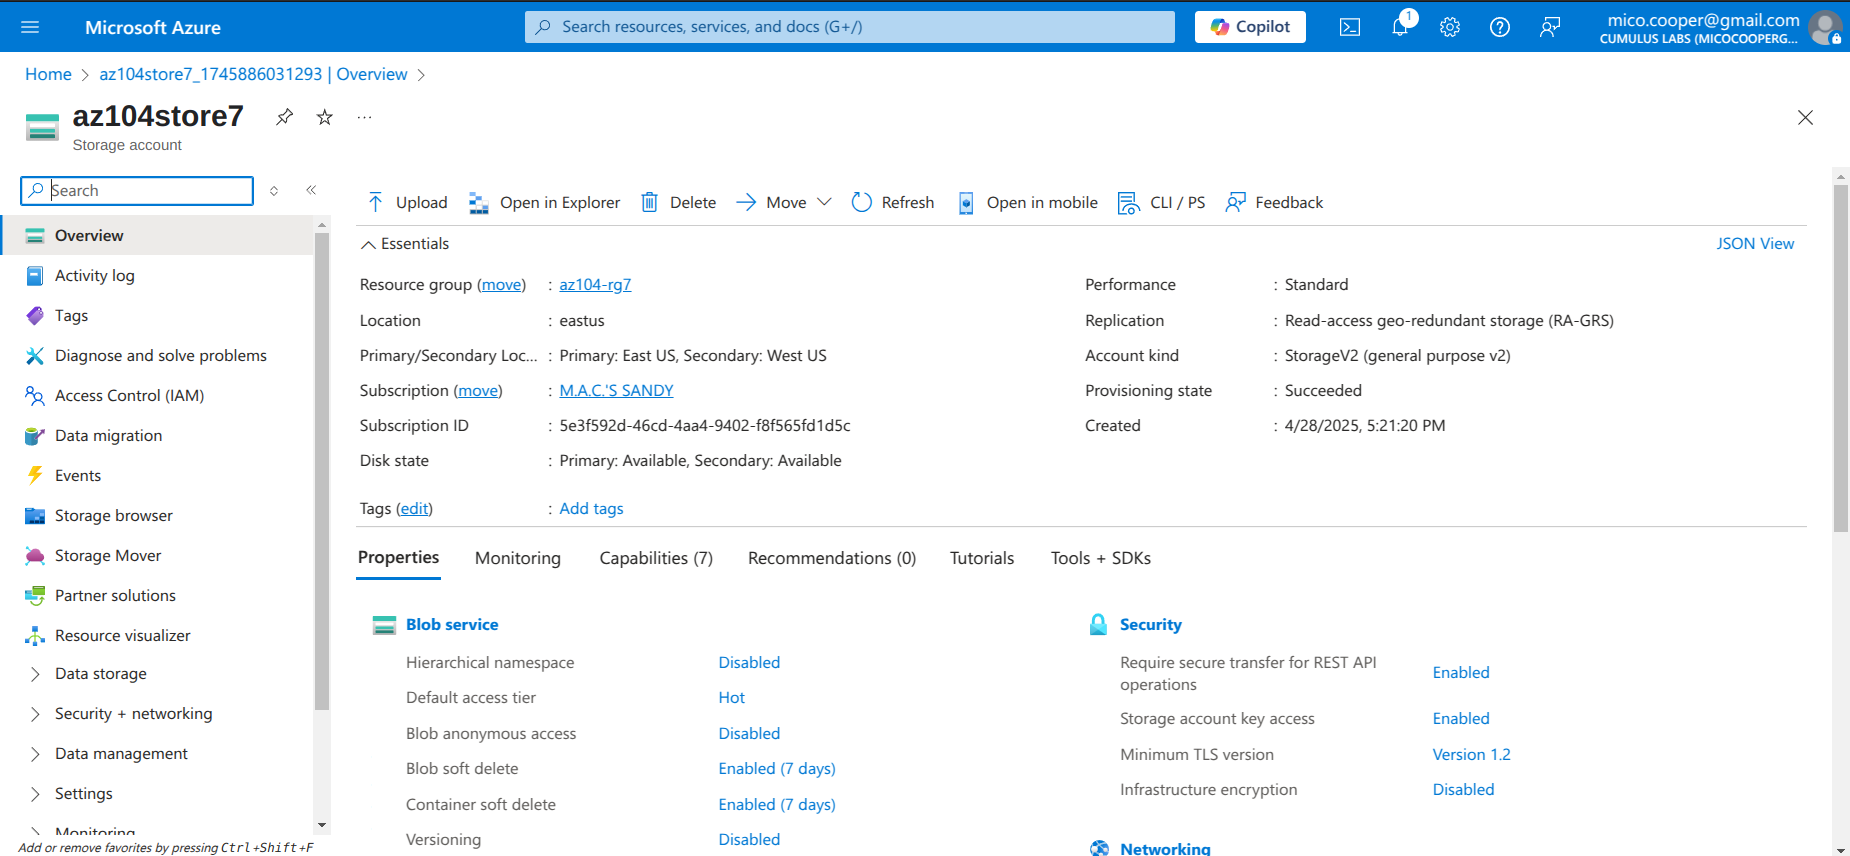 Microsoft Azure
Search resources, services, and docs (G+/)
Copilot
1
mico.cooper@gmail.com
CUMULUS LABS (MICOCOOPERG...
Home > az104store7_1745886031293 | Overview >
az104store7
...
Storage account
Search
Overview
Activity log
Tags
Diagnose and solve problems
Access Control (IAM)
Data migration
Events
Storage browser
Storage Mover
Partner solutions
Resource visualizer
Data storage
Security + networking
Data management
Settings
Monitoring
Add or remove favorites by pressing Ctrl+Shift+F
Upload
Open in Explorer
Delete
Move
Refresh
Open in mobile
CLI / PS
Feedback
Essentials
JSON View
Resource group (move) : az104-rg7
Location : eastus
Primary/Secondary Loc... : Primary: East US, Secondary: West US
Subscription (move) : M.A.C.'S SANDY
Subscription ID : 5e3f592d-46cd-4aa4-9402-f8f565fd1d5c
Disk state : Primary: Available, Secondary: Available
Tags (edit) : Add tags
Performance : Standard
Replication : Read-access geo-redundant storage (RA-GRS)
Account kind : StorageV2 (general purpose v2)
Provisioning state : Succeeded
Created : 4/28/2025, 5:21:20 PM
Properties
Monitoring
Capabilities (7)
Recommendations (0)
Tutorials
Tools + SDKs
Blob service
Hierarchical namespace Disabled
Default access tier Hot
Blob anonymous access Disabled
Blob soft delete Enabled (7 days)
Container soft delete Enabled (7 days)
Versioning Disabled
Security
Require secure transfer for REST API
operations Enabled
Storage account key access Enabled
Minimum TLS version Version 1.2
Infrastructure encryption Disabled
Networking